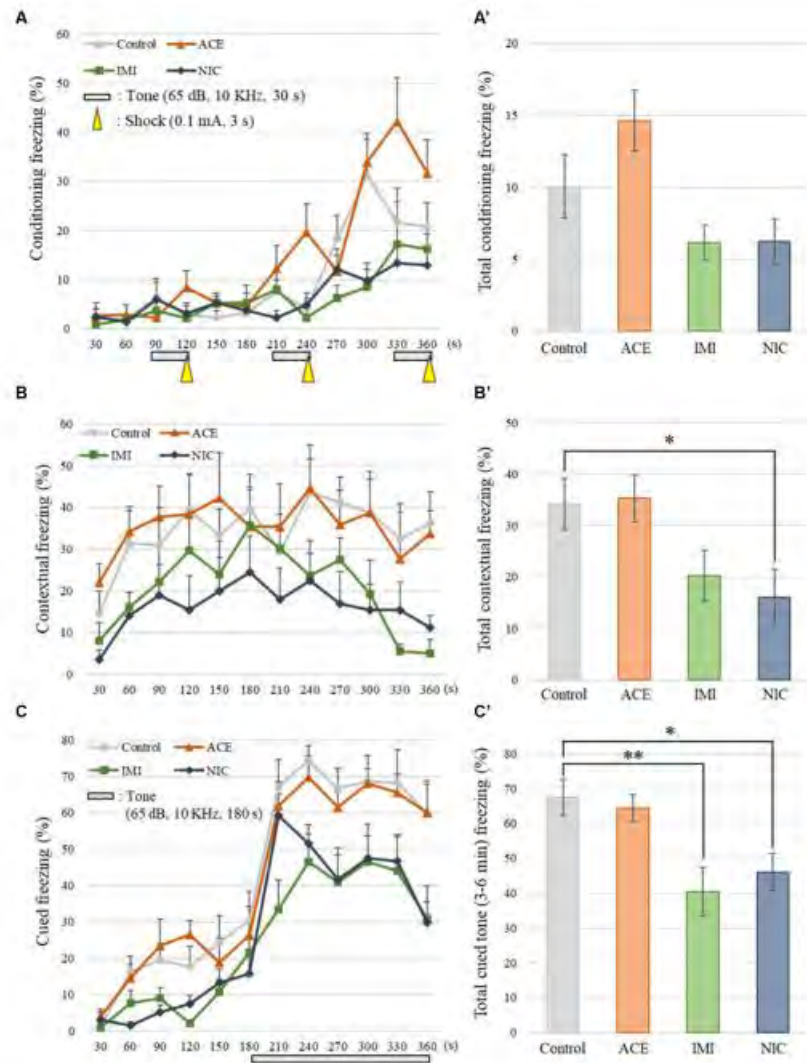 A
Conditioning freezing (%)
60
50
40
30
20
10
0
Control ACE
IMI NIC
: Tone (65 dB, 10 KHz, 30 s)
: Shock (0.1 mA, 3 s)
30 60 90 120 150 180 210 240 270 300 330 360 (s)
A'
Total conditioning freezing (%)
20
15
10
5
0
Control ACE IMI NIC
B
Contextual freezing (%)
60
50
40
30
20
10
0
Control ACE
IMI NIC
30 60 90 120 150 180 210 240 270 300 330 360 (s)
B'
Total contextual freezing (%)
50
40
30
20
10
0
*
Control ACE IMI NIC
C
Cued freezing (%)
80
70
60
50
40
30
20
10
0
Control ACE
IMI NIC
: Tone
(65 dB, 10 KHz, 180 s)
30 60 90 120 150 180 210 240 270 300 330 360 (s)
C'
Total cued tone (3-6 min) freezing (%)
80
70
60
50
40
30
20
10
0
*
**
Control ACE IMI NIC